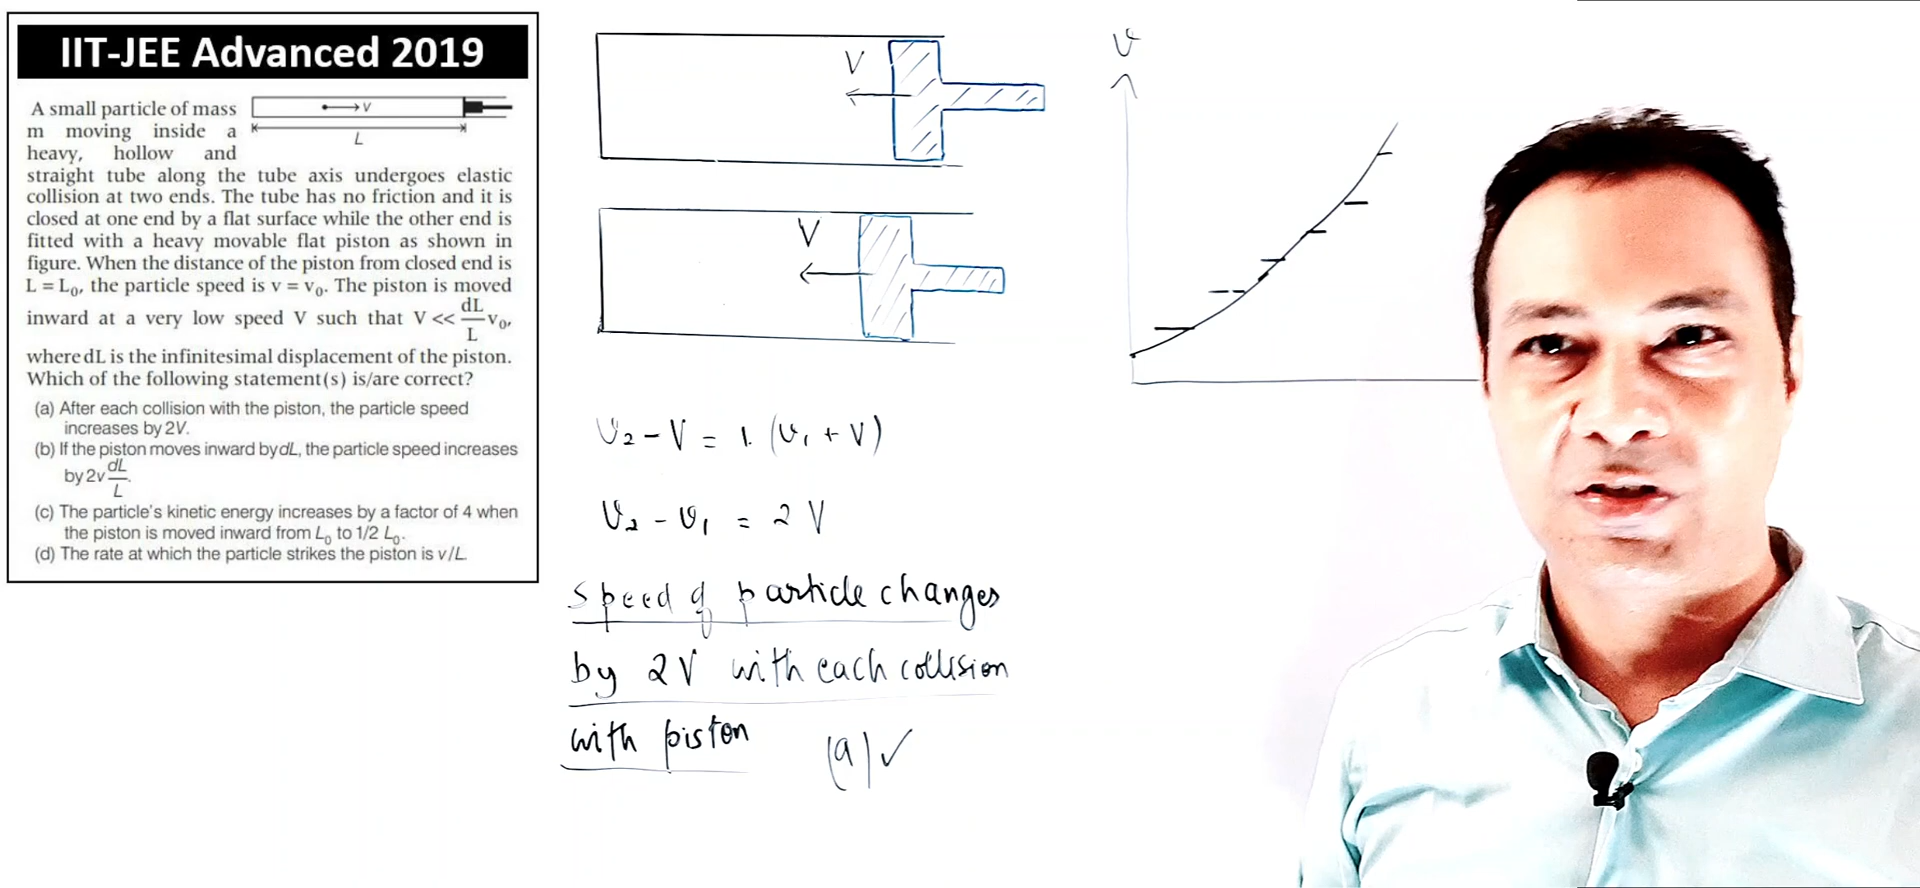 IIT-JEE Advanced 2019
A small particle of mass
m moving inside a
heavy, hollow and
straight tube along the tube axis undergoes elastic
collision at two ends. The tube has no friction and it is
closed at one end by a flat surface while the other end is
fitted with a heavy movable flat piston as shown in
figure. When the distance of the piston from closed end is
L = L₀, the particle speed is v = v₀. The piston is moved
inward at a very low speed V such that V << dL/L v₀,
where dL is the infinitesimal displacement of the piston.
Which of the following statement(s) is/are correct?
(a) After each collision with the piston, the particle speed
increases by 2V.
(b) If the piston moves inward by dL, the particle speed increases
by 2v dL/L.
(c) The particle's kinetic energy increases by a factor of 4 when
the piston is moved inward from L₀ to 1/2 L₀.
(d) The rate at which the particle strikes the piston is v/L.
v
L
V
V
v₂ - V = 1. (v₁ + V)
v₂ - v₁ = 2 V
speed of particle changes
by 2V with each collision
with piston (a) ✓
v